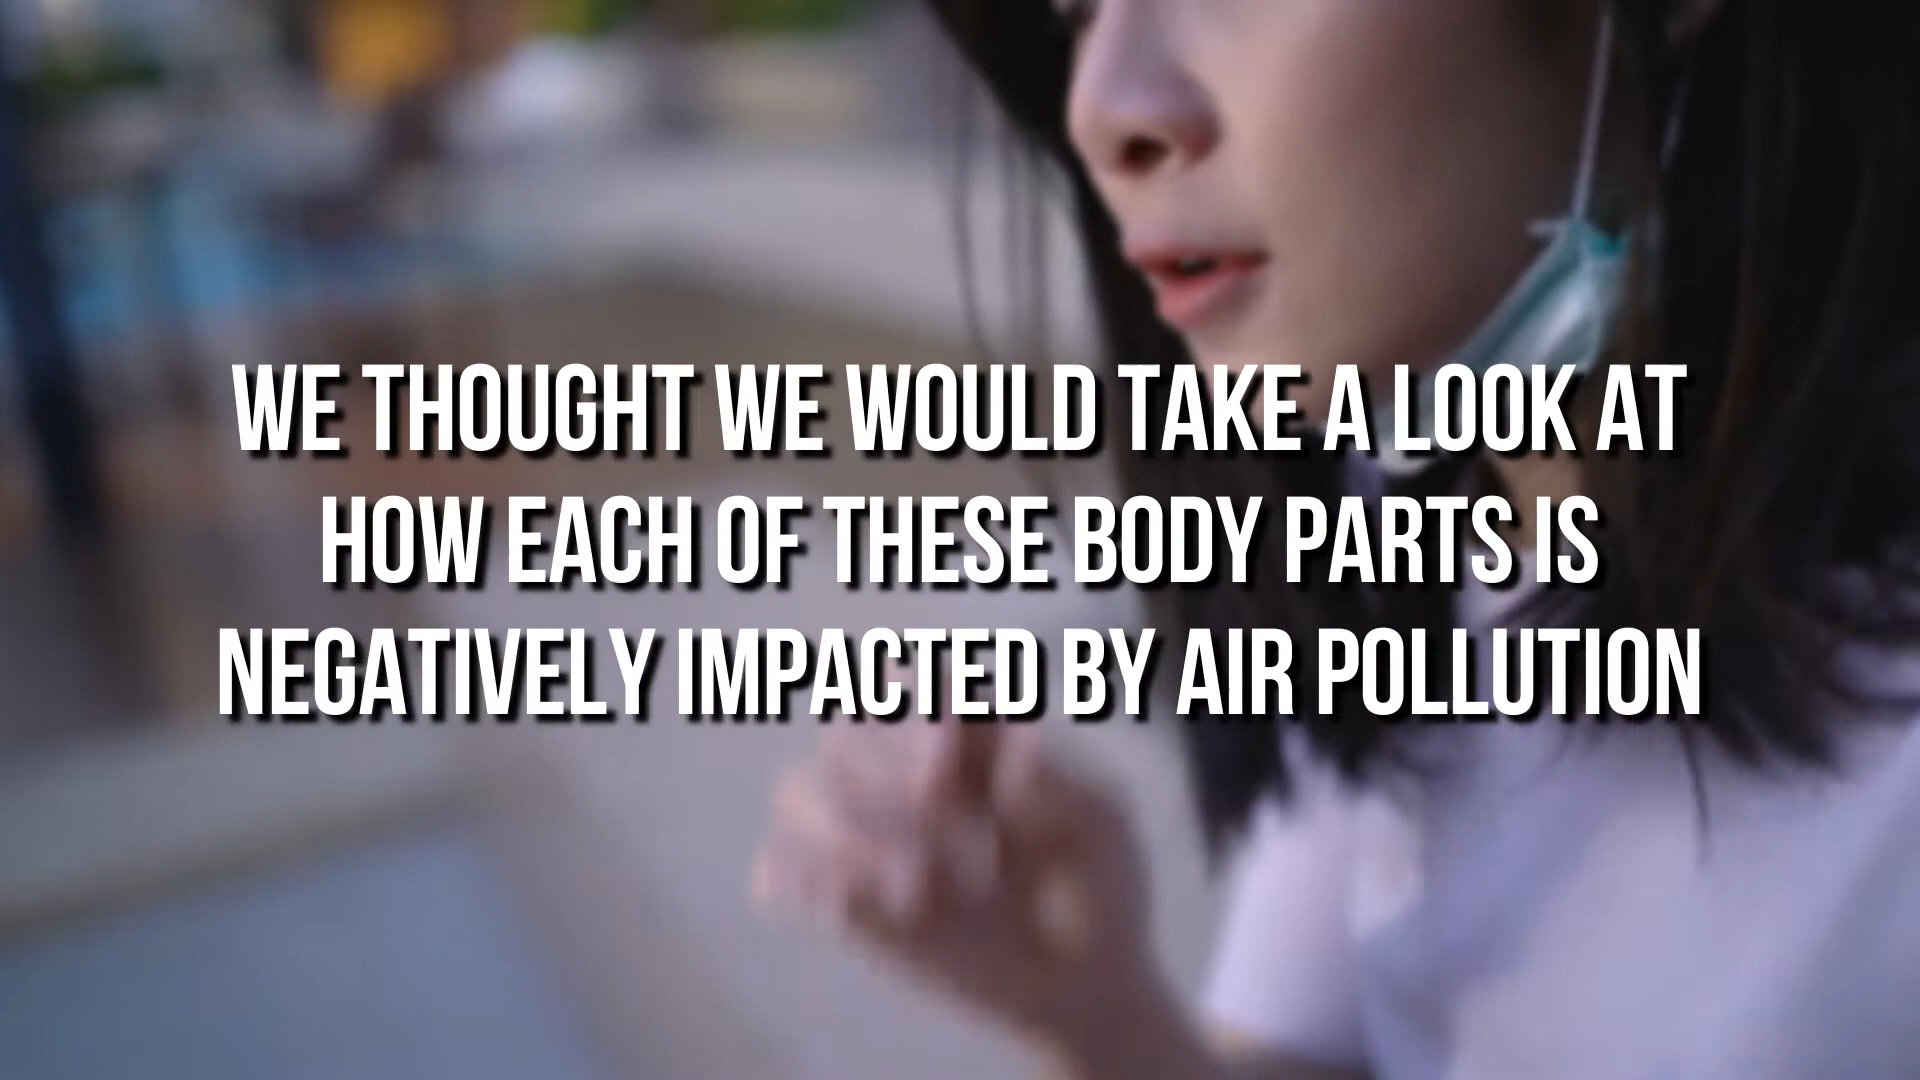 WE THOUGHT WE WOULD TAKE A LOOK AT
HOW EACH OF THESE BODY PARTS IS
NEGATIVELY IMPACTED BY AIR POLLUTION